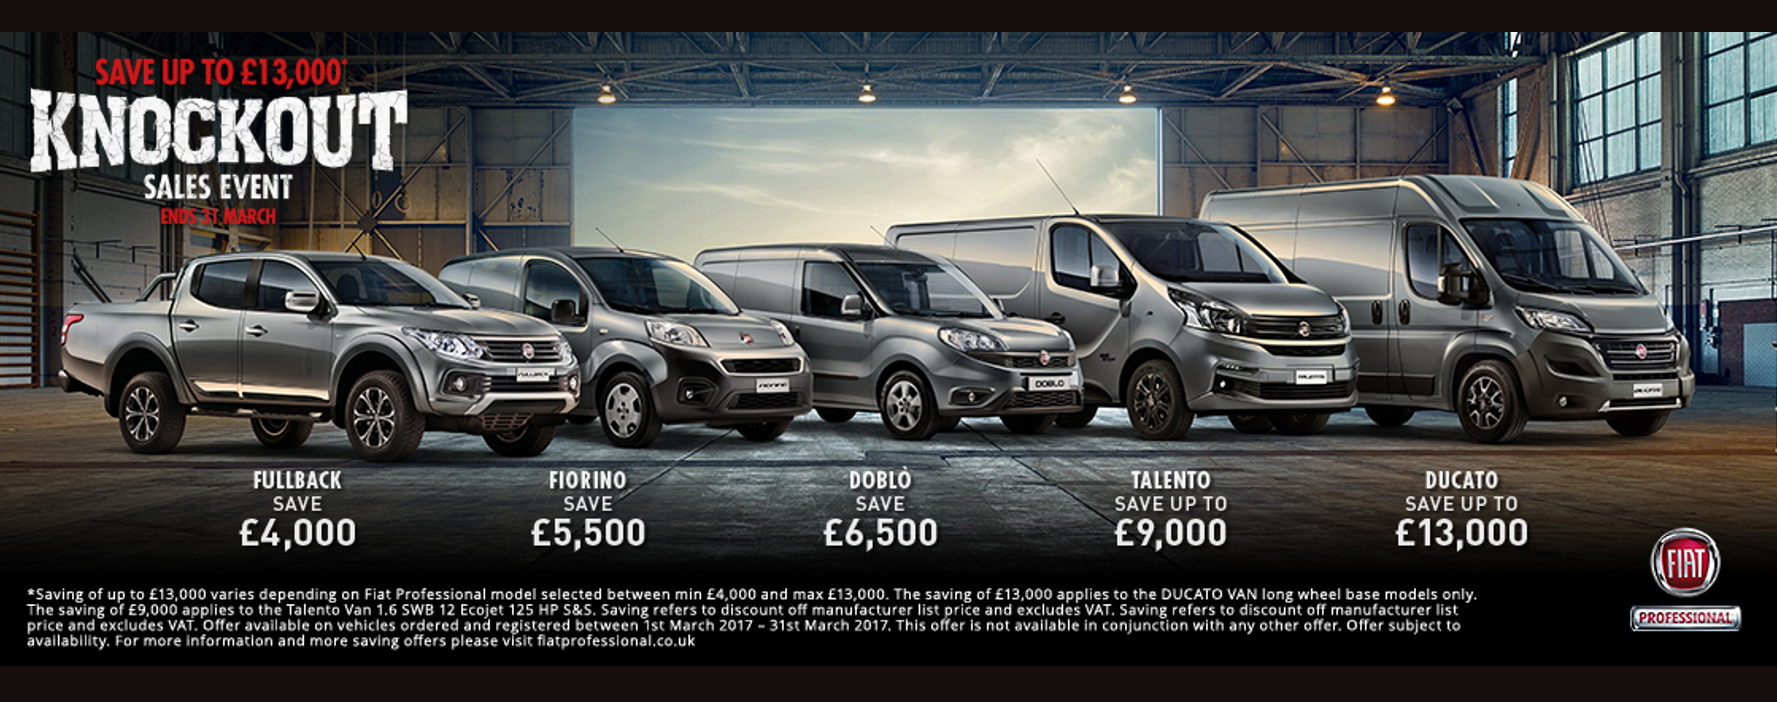 SAVE UP TO £13,000*
KNOCKOUT
SALES EVENT
ENDS 31 MARCH
FULLBACK
FIORINO
DOBLO
TALENTO
FULLBACK
SAVE
£4,000
FIORINO
SAVE
£5,500
DOBLÒ
SAVE
£6,500
TALENTO
SAVE UP TO
£9,000
DUCATO
SAVE UP TO
£13,000
FIAT
PROFESSIONAL
*Saving of up to £13,000 varies depending on Fiat Professional model selected between min £4,000 and max £13,000. The saving of £13,000 applies to the DUCATO VAN long wheel base models only.
The saving of £9,000 applies to the Talento Van 1.6 SWB 12 Ecojet 125 HP S&S. Saving refers to discount off manufacturer list price and excludes VAT. Saving refers to discount off manufacturer list
price and excludes VAT. Offer available on vehicles ordered and registered between 1st March 2017 – 31st March 2017. This offer is not available in conjunction with any other offer. Offer subject to
availability. For more information and more saving offers please visit fiatprofessional.co.uk